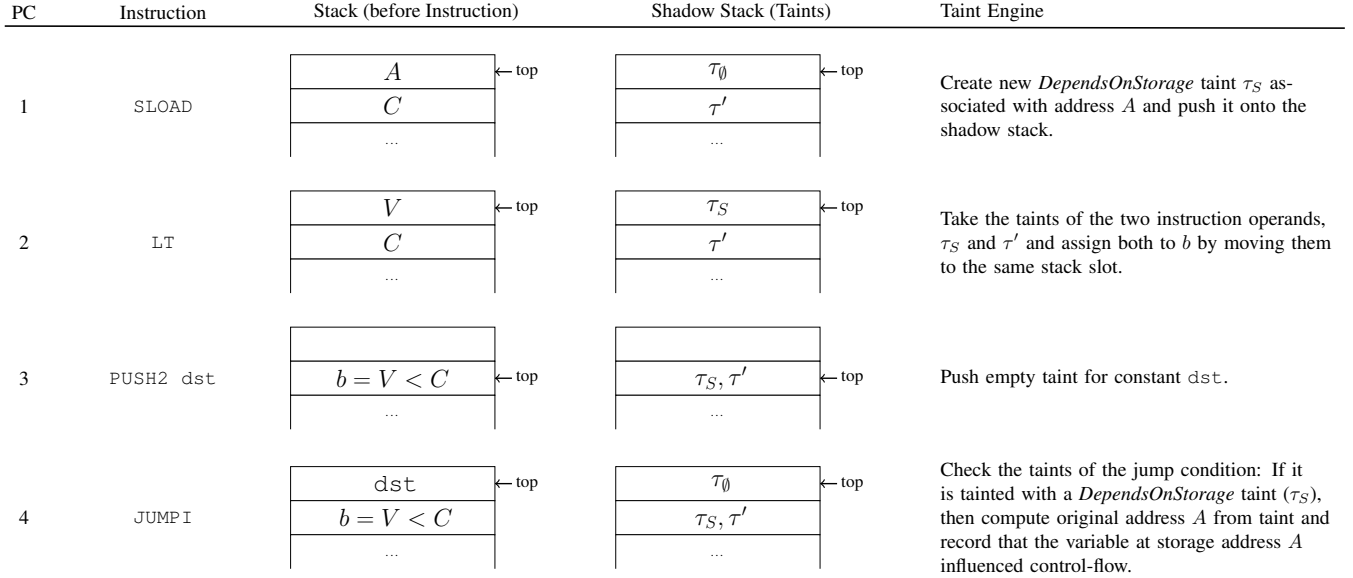 PC Instruction Stack (before Instruction) Shadow Stack (Taints) Taint Engine
A ← top τ∅ ← top
1 SLOAD C τ′
... ...
Create new DependsOnStorage taint τS as-
sociated with address A and push it onto the
shadow stack.
V ← top τS ← top
2 LT C τ′
... ...
Take the taints of the two instruction operands,
τS and τ′ and assign both to b by moving them
to the same stack slot.
3 PUSH2 dst b = V < C ← top τS, τ′ ← top
... ...
Push empty taint for constant dst.
dst ← top τ∅ ← top
4 JUMPI b = V < C τS, τ′
... ...
Check the taints of the jump condition: If it
is tainted with a DependsOnStorage taint (τS),
then compute original address A from taint and
record that the variable at storage address A
influenced control-flow.